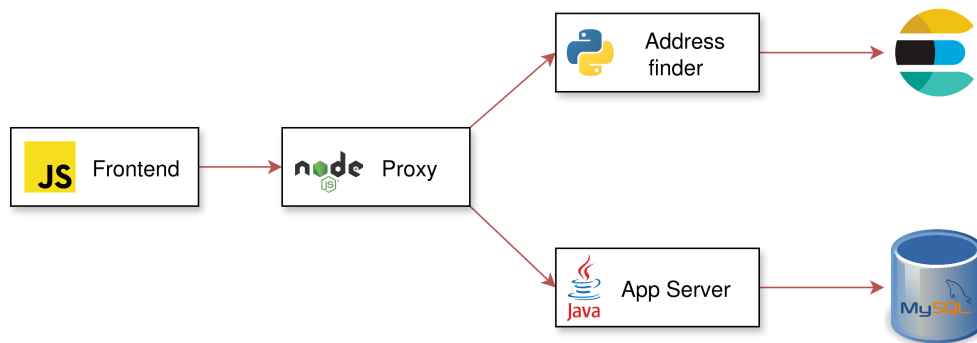 JS
Frontend
node
JS
Proxy
Address
finder
Java
App Server
MySQL